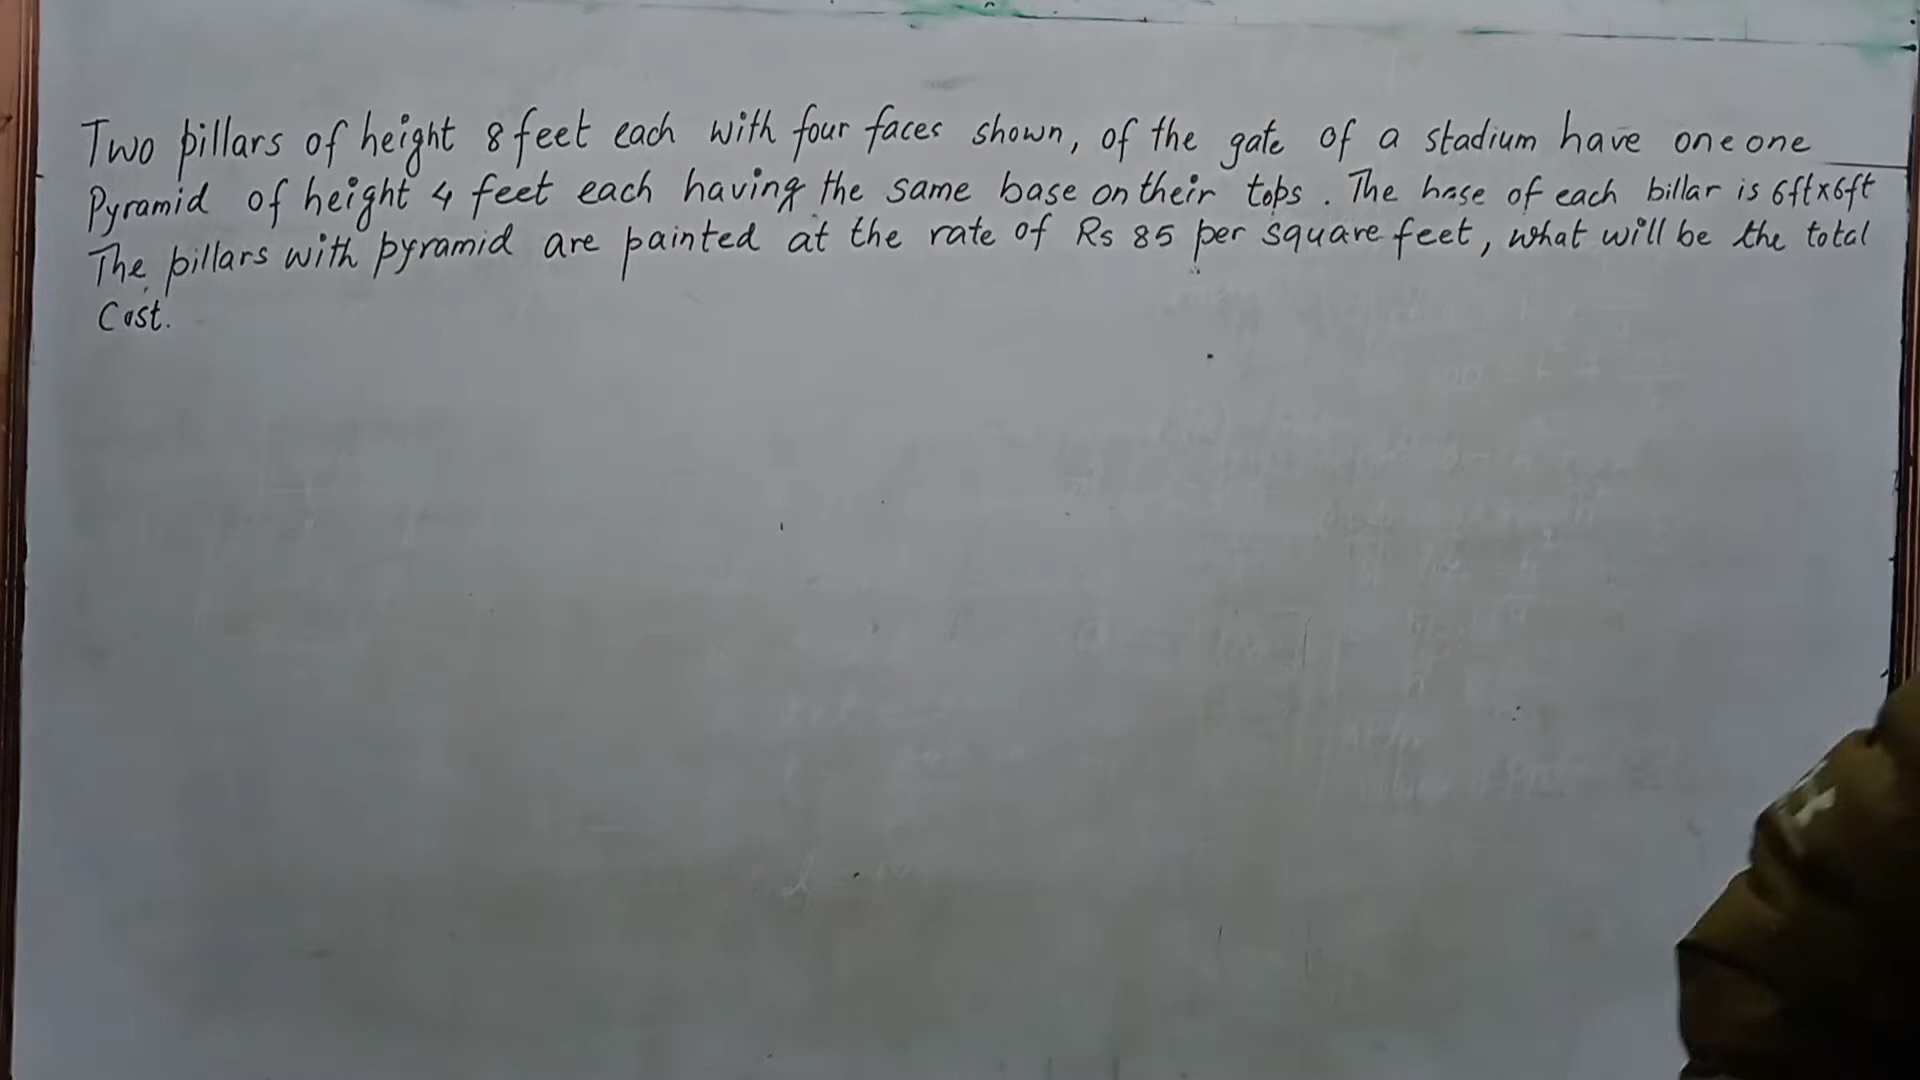 Two pillars of height 8 feet each with four faces shown, of the gate of a stadium have one one
Pyramid of height 4 feet each having the same base on their tops. The base of each billar is 6ftx6ft
The pillars with pyramid are painted at the rate of Rs 85 per square feet, what will be the total
Cost.